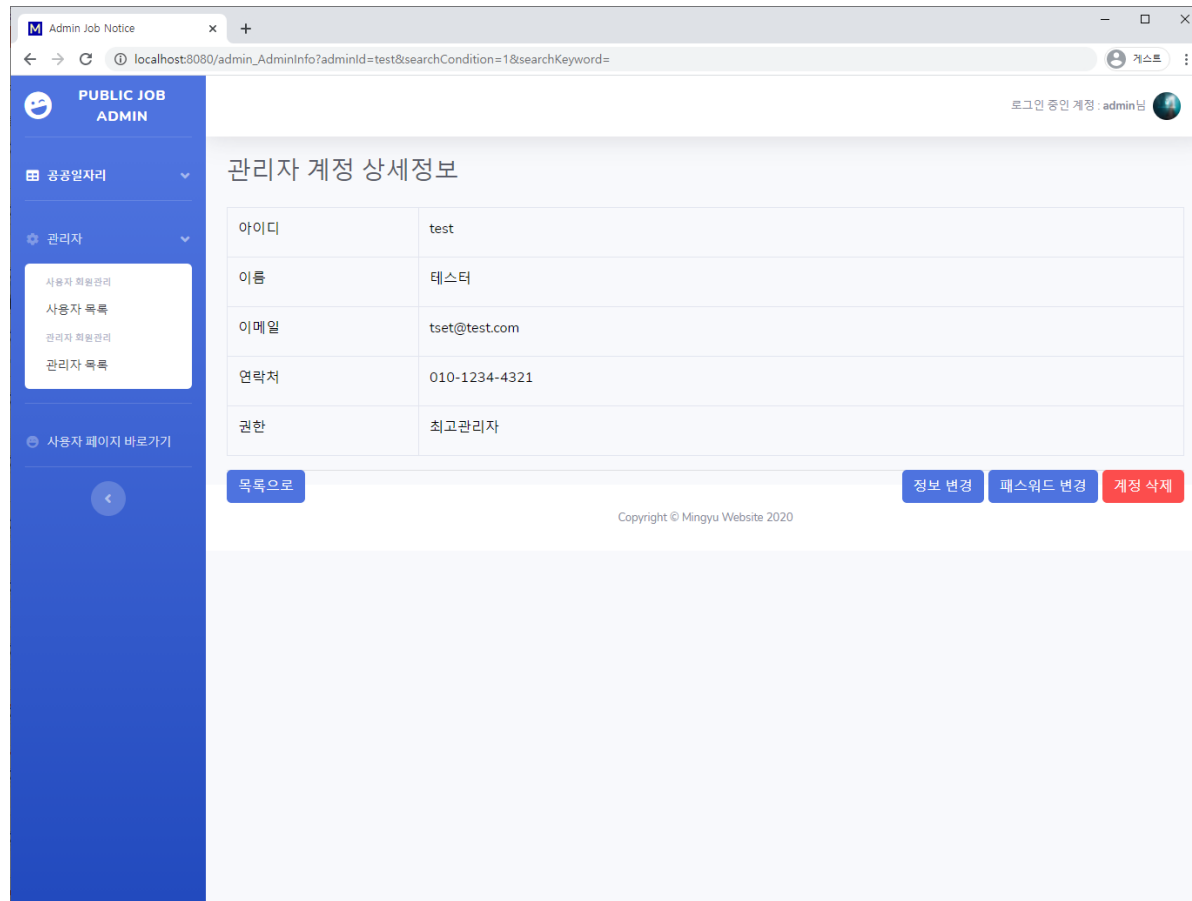 Admin Job Notice
localhost:8080/admin_AdminInfo?adminId=test&searchCondition=1&searchKeyword=
게스트
PUBLIC JOB
ADMIN
로그인 중인 계정 : admin님
공공일자리
관리자
사용자 회원관리
사용자 목록
관리자 회원관리
관리자 목록
사용자 페이지 바로가기
관리자 계정 상세정보
아이디 test
이름 테스터
이메일 tset@test.com
연락처 010-1234-4321
권한 최고관리자
목록으로 정보 변경 패스워드 변경 계정 삭제
Copyright © Mingyu Website 2020